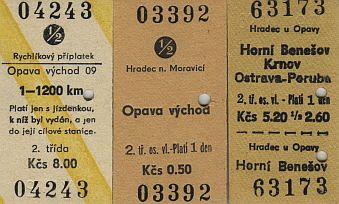 04243
1/2
Rychlíkový příplatek
Opava východ 09
1—1200 km
Platí jen s jízdenkou,
k níž byl vydán, a jen
do její cílové stanice.
2. třída
Kčs 8.00
04243
03392
1/2
Hradec n. Moravicí
Opava východ
2. tř. os. vl.-Platí 1 den
Kčs 0.50
03392
63173
Hradec u Opavy
Horní Benešov
Krnov
Ostrava-Poruba
2. tř. os. vl. - Platí 1 den
Kčs 5.20 1/2 2.60
Hradec u Opavy
Horní Benešov
63173